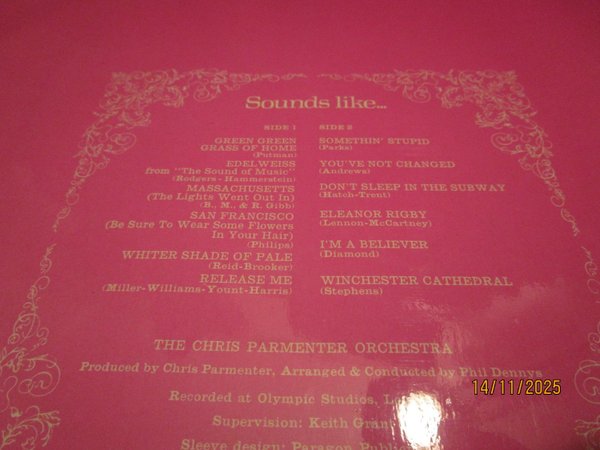 Sounds like...
SIDE 1
GREEN GREEN
GRASS OF HOME
(Putman)
EDELWEISS
from "The Sound of Music"
(Rodgers - Hammerstein)
MASSACHUSETTS
(The Lights Went Out In)
(B., M., & R. Gibb)
SAN FRANCISCO
(Be Sure To Wear Some Flowers
In Your Hair)
(Philips)
WHITER SHADE OF PALE
(Reid-Brooker)
RELEASE ME
(Miller-Williams-Yount-Harris)
SIDE 2
SOMETHIN' STUPID
(Parks)
YOU'VE NOT CHANGED
(Andrews)
DON'T SLEEP IN THE SUBWAY
(Hatch-Trent)
ELEANOR RIGBY
(Lennon-McCartney)
I'M A BELIEVER
(Diamond)
WINCHESTER CATHEDRAL
(Stephens)
THE CHRIS PARMENTER ORCHESTRA
Produced by Chris Parmenter, Arranged & Conducted by Phil Dennys
Recorded at Olympic Studios,
Supervision: Keith Grant
Sleeve design: Paragon
14/11/2025